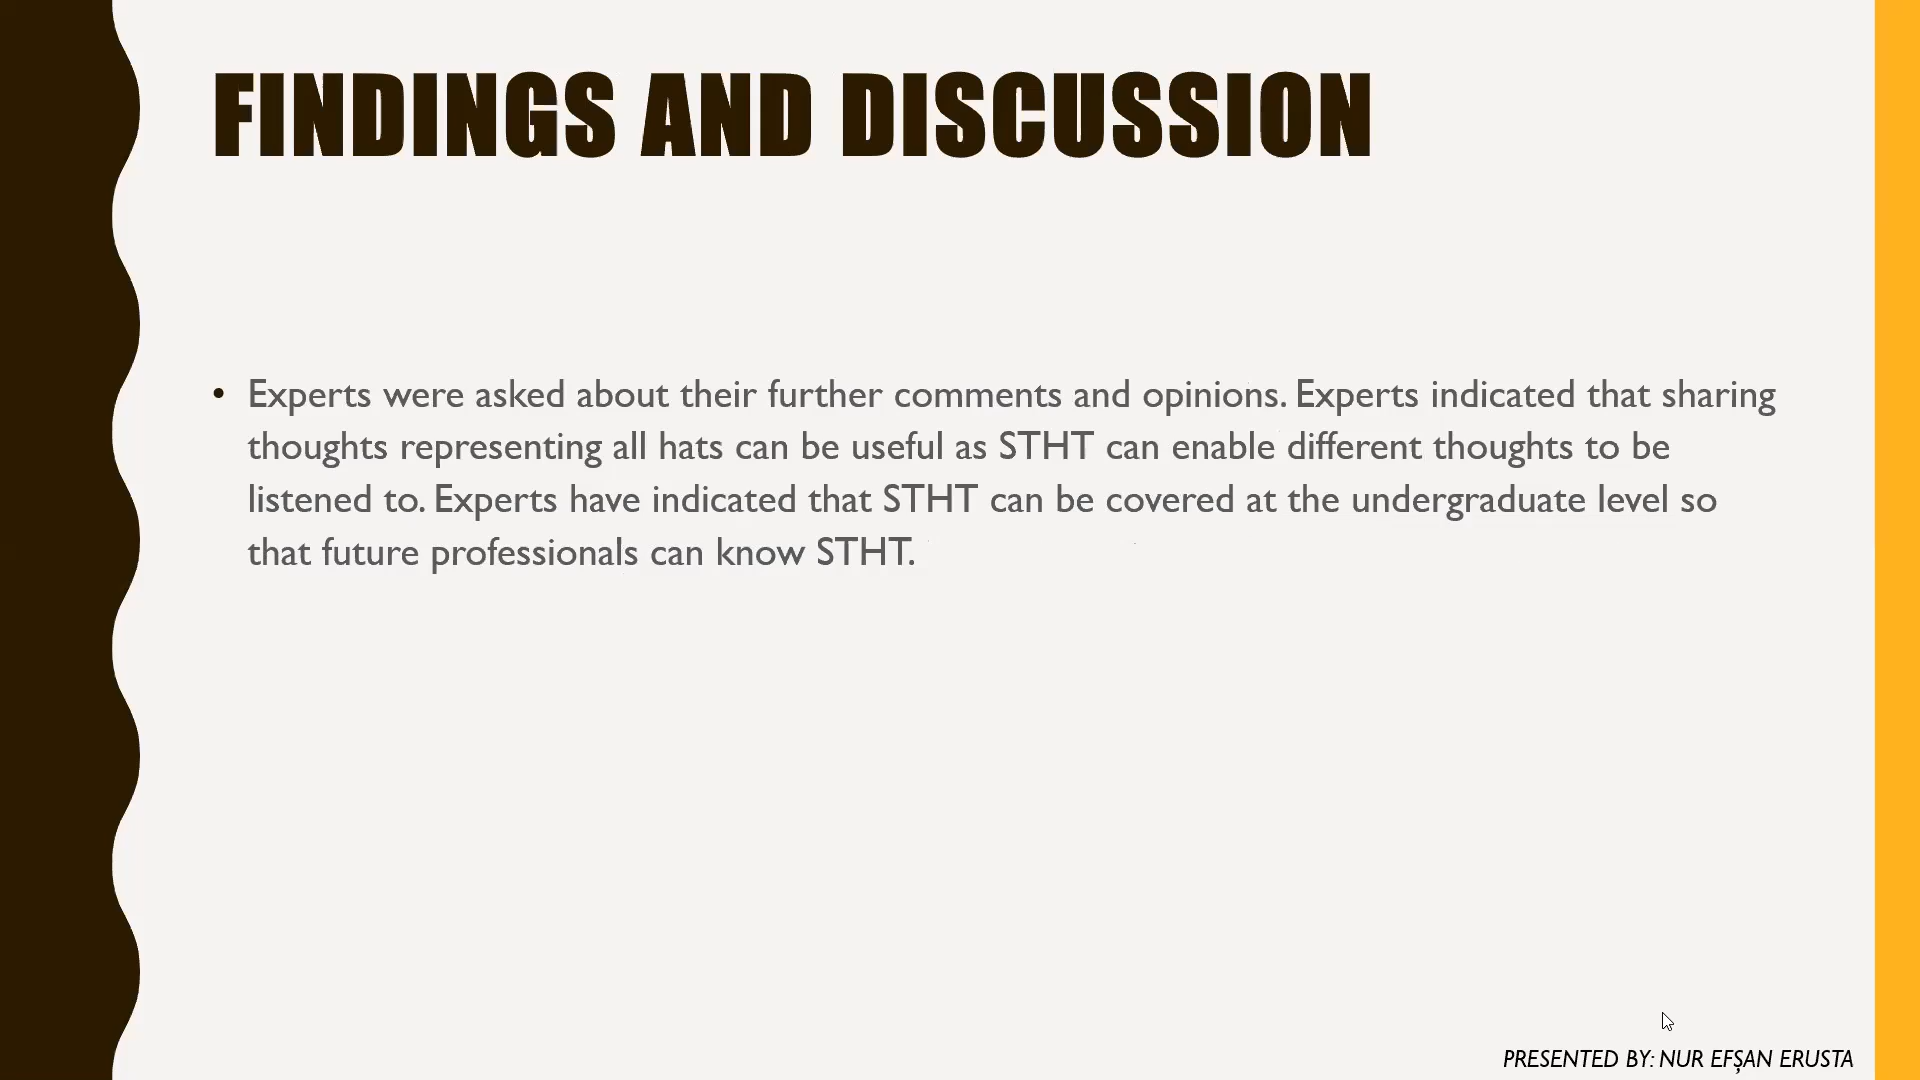 FINDINGS AND DISCUSSION
• Experts were asked about their further comments and opinions. Experts indicated that sharing
thoughts representing all hats can be useful as STHT can enable different thoughts to be
listened to. Experts have indicated that STHT can be covered at the undergraduate level so
that future professionals can know STHT.
PRESENTED BY: NUR EFŞAN ERUSTA